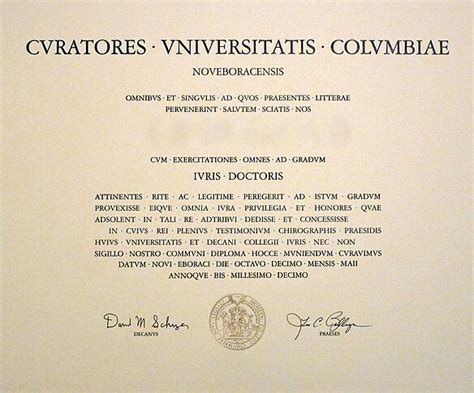 CVRATORES · VNIVERSITATIS · COLVMBIAE
NOVEBORACENSIS
OMNIBVS · ET · SINGVLIS · AD · QVOS · PRAESENTES · LITTERAE
PERVENERINT · SALVTEM · SCIATIS · NOS
CVM · EXERCITATIONES · OMNES · AD · GRADVM
IVRIS · DOCTORIS
ATTINENTES · RITE · AC · LEGITIME · PEREGERIT · AD · ISTVM · GRADVM
PROVEXISSE · EIQVE · OMNIA · IVRA · PRIVILEGIA · ET · HONORES · QVAE
ADSOLENT · IN · TALI · RE · ADTRIBVI · DEDISSE · ET · CONCESSISSE
IN · CVIVS · REI · PLENIVS · TESTIMONIVM · CHIROGRAPHIS · PRAESIDIS
HVIVS · VNIVERSITATIS · ET · DECANI · COLLEGII · IVRIS · NEC · NON
SIGILLO · NOSTRO · COMMVNI · DIPLOMA · HOCCE · MVNIENDVM · CVRAVIMVS
DATVM · NOVI · EBORACI · DIE · OCTAVO · DECIMO · MENSIS · MAII
ANNOQVE · BIS · MILLESIMO · DECIMO
David M. Schizer
DECANVS
PRAESES